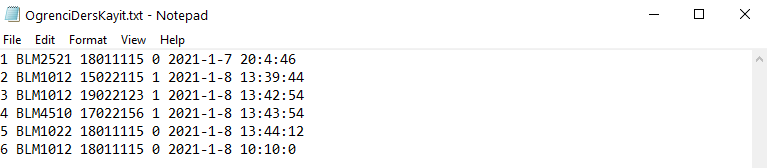 OgrenciDersKayit.txt - Notepad
File Edit Format View Help
1 BLM2521 18011115 0 2021-1-7 20:4:46
2 BLM1012 15022115 1 2021-1-8 13:39:44
3 BLM1012 19022123 1 2021-1-8 13:42:54
4 BLM4510 17022156 1 2021-1-8 13:43:54
5 BLM1022 18011115 0 2021-1-8 13:44:12
6 BLM1012 18011115 0 2021-1-8 10:10:0